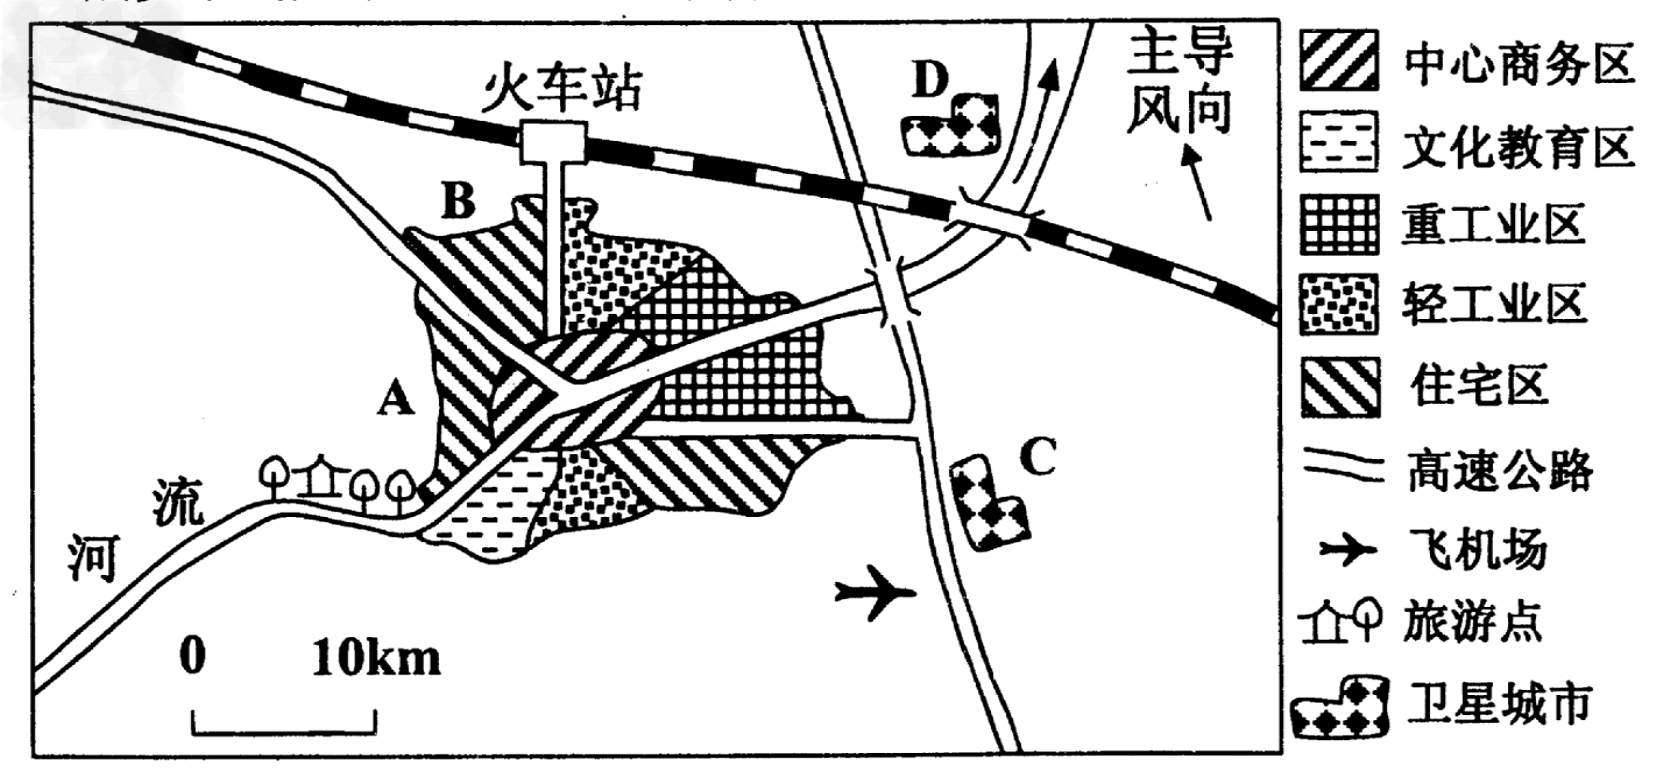 火车站
B
D
主导
风向
A
C
河 流
0 10km
中心商务区
文化教育区
重工业区
轻工业区
住宅区
高速公路
飞机场
旅游点
卫星城市